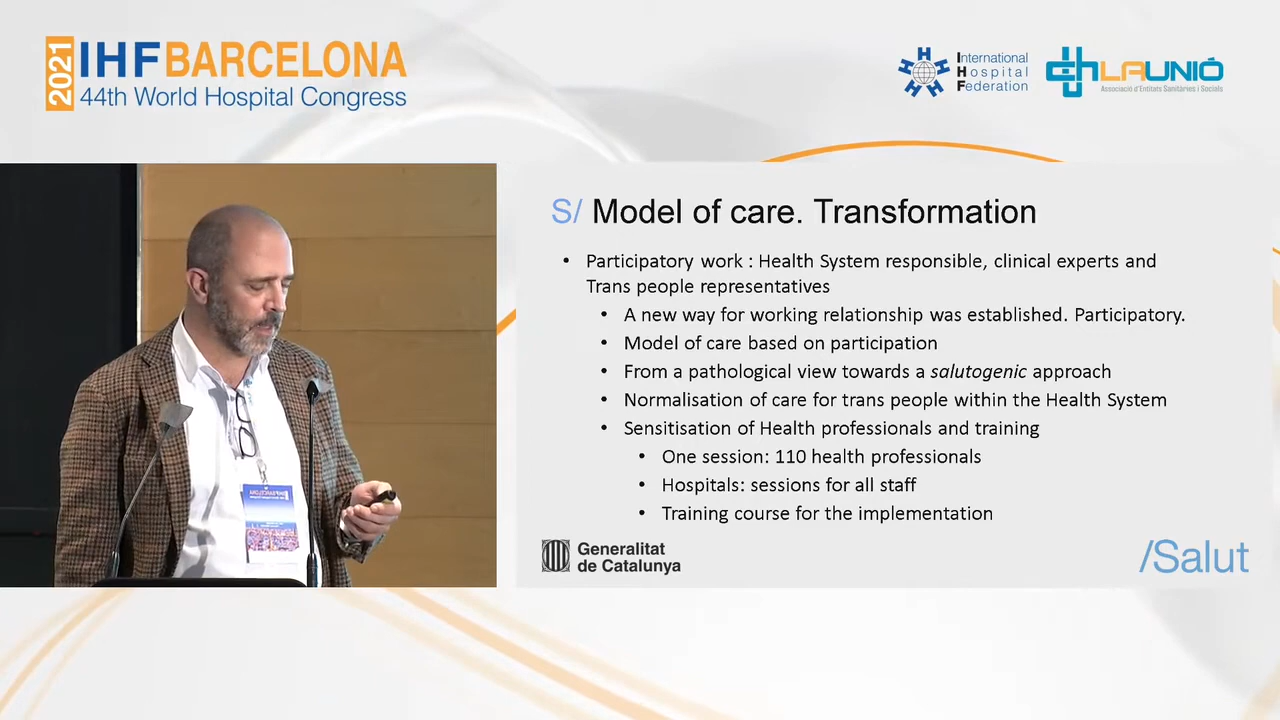 2021
IHFBARCELONA
44th World Hospital Congress
International
Hospital
Federation
LAUNIÓ
Associació d'Entitats Sanitàries i Socials
S/ Model of care. Transformation
• Participatory work : Health System responsible, clinical experts and
Trans people representatives
• A new way for working relationship was established. Participatory.
• Model of care based on participation
• From a pathological view towards a salutogenic approach
• Normalisation of care for trans people within the Health System
• Sensitisation of Health professionals and training
• One session: 110 health professionals
• Hospitals: sessions for all staff
• Training course for the implementation
Generalitat
de Catalunya
/Salut